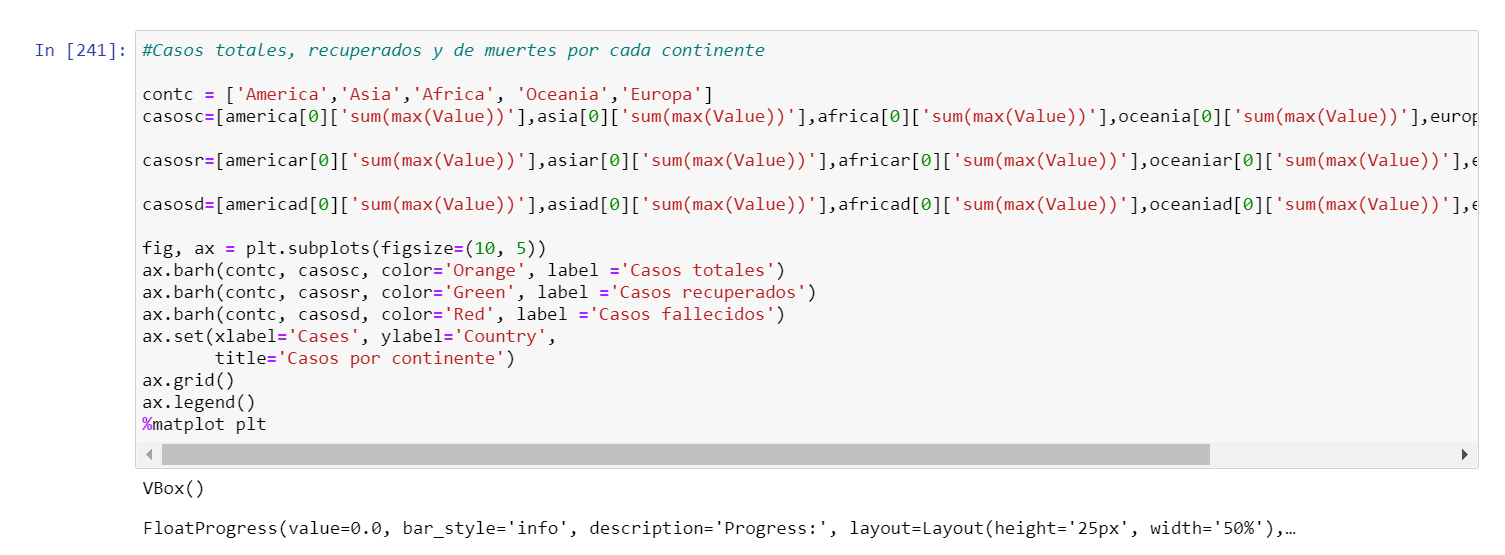 In [241]: #Casos totales, recuperados y de muertes por cada continente
contc = ['America','Asia','Africa', 'Oceania','Europa']
casosc=[america[0]['sum(max(Value))'],asia[0]['sum(max(Value))'],africa[0]['sum(max(Value))'],oceania[0]['sum(max(Value))'],europ
casosr=[americar[0]['sum(max(Value))'],asiar[0]['sum(max(Value))'],africar[0]['sum(max(Value))'],oceaniar[0]['sum(max(Value))'],e
casosd=[americad[0]['sum(max(Value))'],asiad[0]['sum(max(Value))'],africad[0]['sum(max(Value))'],oceaniad[0]['sum(max(Value))'],e
fig, ax = plt.subplots(figsize=(10, 5))
ax.barh(contc, casosc, color='Orange', label ='Casos totales')
ax.barh(contc, casosr, color='Green', label ='Casos recuperados')
ax.barh(contc, casosd, color='Red', label ='Casos fallecidos')
ax.set(xlabel='Cases', ylabel='Country',
title='Casos por continente')
ax.grid()
ax.legend()
%matplot plt
VBox()
FloatProgress(value=0.0, bar_style='info', description='Progress:', layout=Layout(height='25px', width='50%'),…